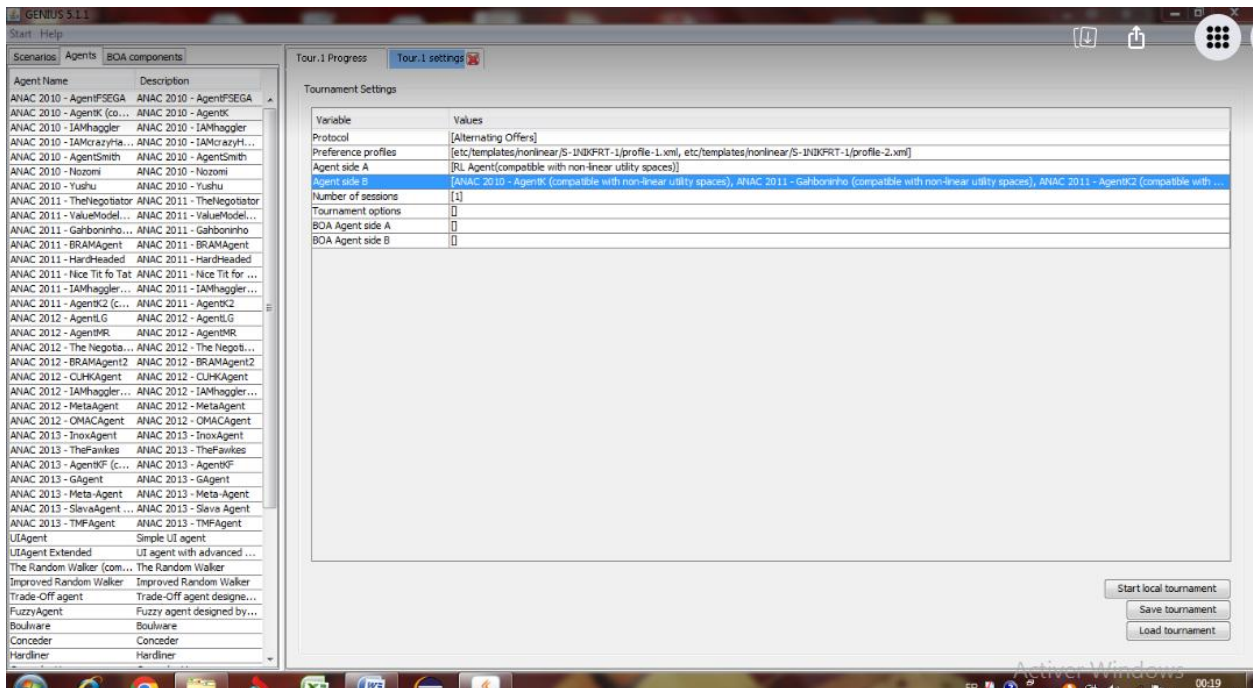 GENIUS 5.1.1
Start Help
Scenarios Agents BOA components
Agent Name Description
ANAC 2010 - AgentFSEGA ANAC 2010 - AgentFSEGA
ANAC 2010 - AgentK (co... ANAC 2010 - AgentK
ANAC 2010 - IAMhaggler ANAC 2010 - IAMhaggler
ANAC 2010 - IAMcrazyHa... ANAC 2010 - IAMcrazyH...
ANAC 2010 - AgentSmith ANAC 2010 - AgentSmith
ANAC 2010 - Nozomi ANAC 2010 - Nozomi
ANAC 2010 - Yushu ANAC 2010 - Yushu
ANAC 2011 - TheNegotiator ANAC 2011 - TheNegotiator
ANAC 2011 - ValueModel... ANAC 2011 - ValueModel...
ANAC 2011 - Gahboninho... ANAC 2011 - Gahboninho
ANAC 2011 - BRAMAgent ANAC 2011 - BRAMAgent
ANAC 2011 - HardHeaded ANAC 2011 - HardHeaded
ANAC 2011 - Nice Tit fo Tat ANAC 2011 - Nice Tit for ...
ANAC 2011 - IAMhaggler... ANAC 2011 - IAMhaggler...
ANAC 2011 - AgentK2 (c... ANAC 2011 - AgentK2
ANAC 2012 - AgentLG ANAC 2012 - AgentLG
ANAC 2012 - AgentMR ANAC 2012 - AgentMR
ANAC 2012 - The Negotia... ANAC 2012 - The Negoti...
ANAC 2012 - BRAMAgent2 ANAC 2012 - BRAMAgent2
ANAC 2012 - CUHKAgent ANAC 2012 - CUHKAgent
ANAC 2012 - IAMhaggler... ANAC 2012 - IAMhaggler...
ANAC 2012 - MetaAgent ANAC 2012 - MetaAgent
ANAC 2012 - OMACAgent ANAC 2012 - OMACAgent
ANAC 2013 - InoxAgent ANAC 2013 - InoxAgent
ANAC 2013 - TheFawkes ANAC 2013 - TheFawkes
ANAC 2013 - AgentKF (c... ANAC 2013 - AgentKF
ANAC 2013 - GAgent ANAC 2013 - GAgent
ANAC 2013 - Meta-Agent ANAC 2013 - Meta-Agent
ANAC 2013 - SlavaAgent ... ANAC 2013 - Slava Agent
ANAC 2013 - TMFAgent ANAC 2013 - TMFAgent
UIAgent Simple UI agent
UIAgent Extended UI agent with advanced ...
The Random Walker (com... The Random Walker
Improved Random Walker Improved Random Walker
Trade-Off agent Trade-Off agent designe...
FuzzyAgent Fuzzy agent designed by...
Boulware Boulware
Conceder Conceder
Hardliner Hardliner
Tour.1 Progress Tour.1 settings
Tournament Settings
Variable Values
Protocol [Alternating Offers]
Preference profiles [etc/templates/nonlinear/S-1NIKFRT-1/profile-1.xml, etc/templates/nonlinear/S-1NIKFRT-1/profile-2.xml]
Agent side A [RL Agent(compatible with non-linear utility spaces)]
Agent side B [ANAC 2010 - AgentK (compatible with non-linear utility spaces), ANAC 2011 - Gahboninho (compatible with non-linear utility spaces), ANAC 2011 - AgentK2 (compatible with ...
Number of sessions [1]
Tournament options []
BOA Agent side A []
BOA Agent side B []
Start local tournament
Save tournament
Load tournament
Activer Windows
FR 00:19